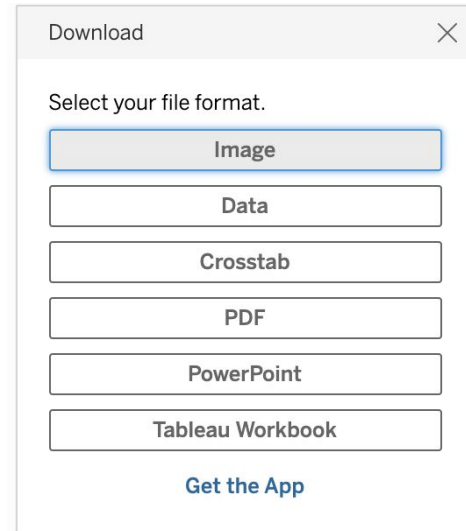 Download
Select your file format.
Image
Data
Crosstab
PDF
PowerPoint
Tableau Workbook
Get the App